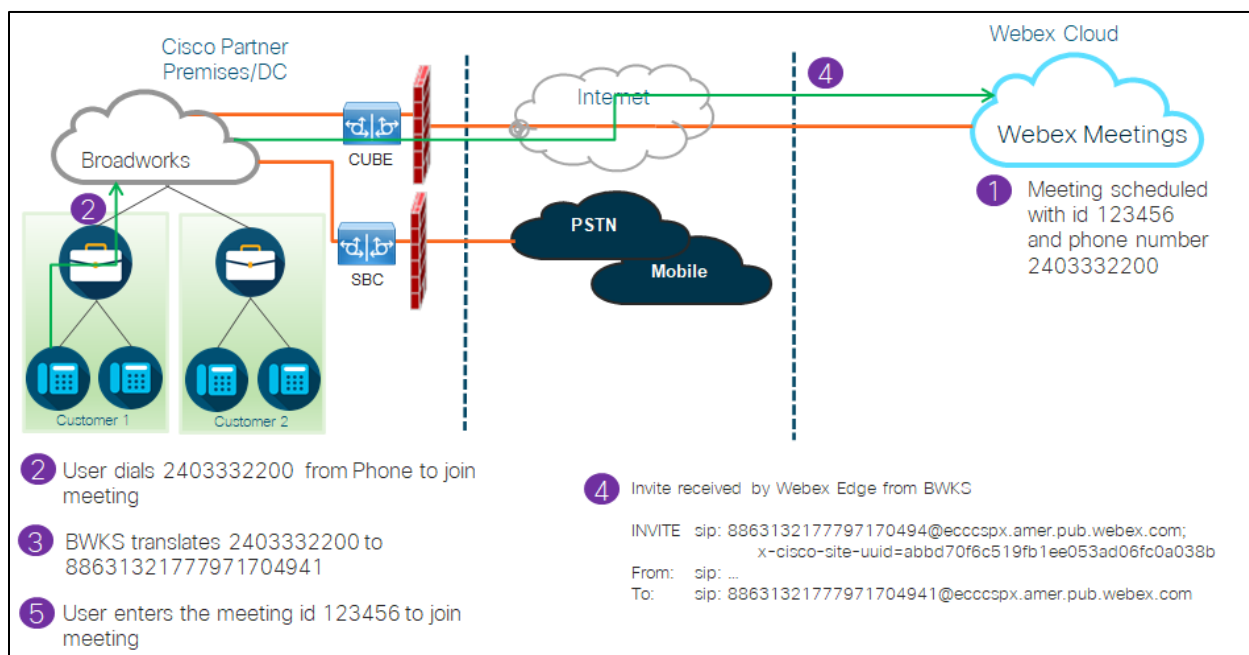 Cisco Partner
Premises/DC
Webex Cloud
4
Internet
Broadworks
CUBE
Webex Meetings
2
1
Meeting scheduled
with id 123456
and phone number
2403332200
PSTN
SBC
Mobile
Customer 1
Customer 2
2 User dials 2403332200 from Phone to join
meeting
3 BWKS translates 2403332200 to
88631321777971704941
5 User enters the meeting id 123456 to join
meeting
4 Invite received by Webex Edge from BWKS
INVITE sip: 8863132177797170494@ecccspx.amer.pub.webex.com;
x-cisco-site-uuid=abbd70f6c519fb1ee053ad06fc0a038b
From: sip: ...
To: sip: 88631321777971704941@ecccspx.amer.pub.webex.com